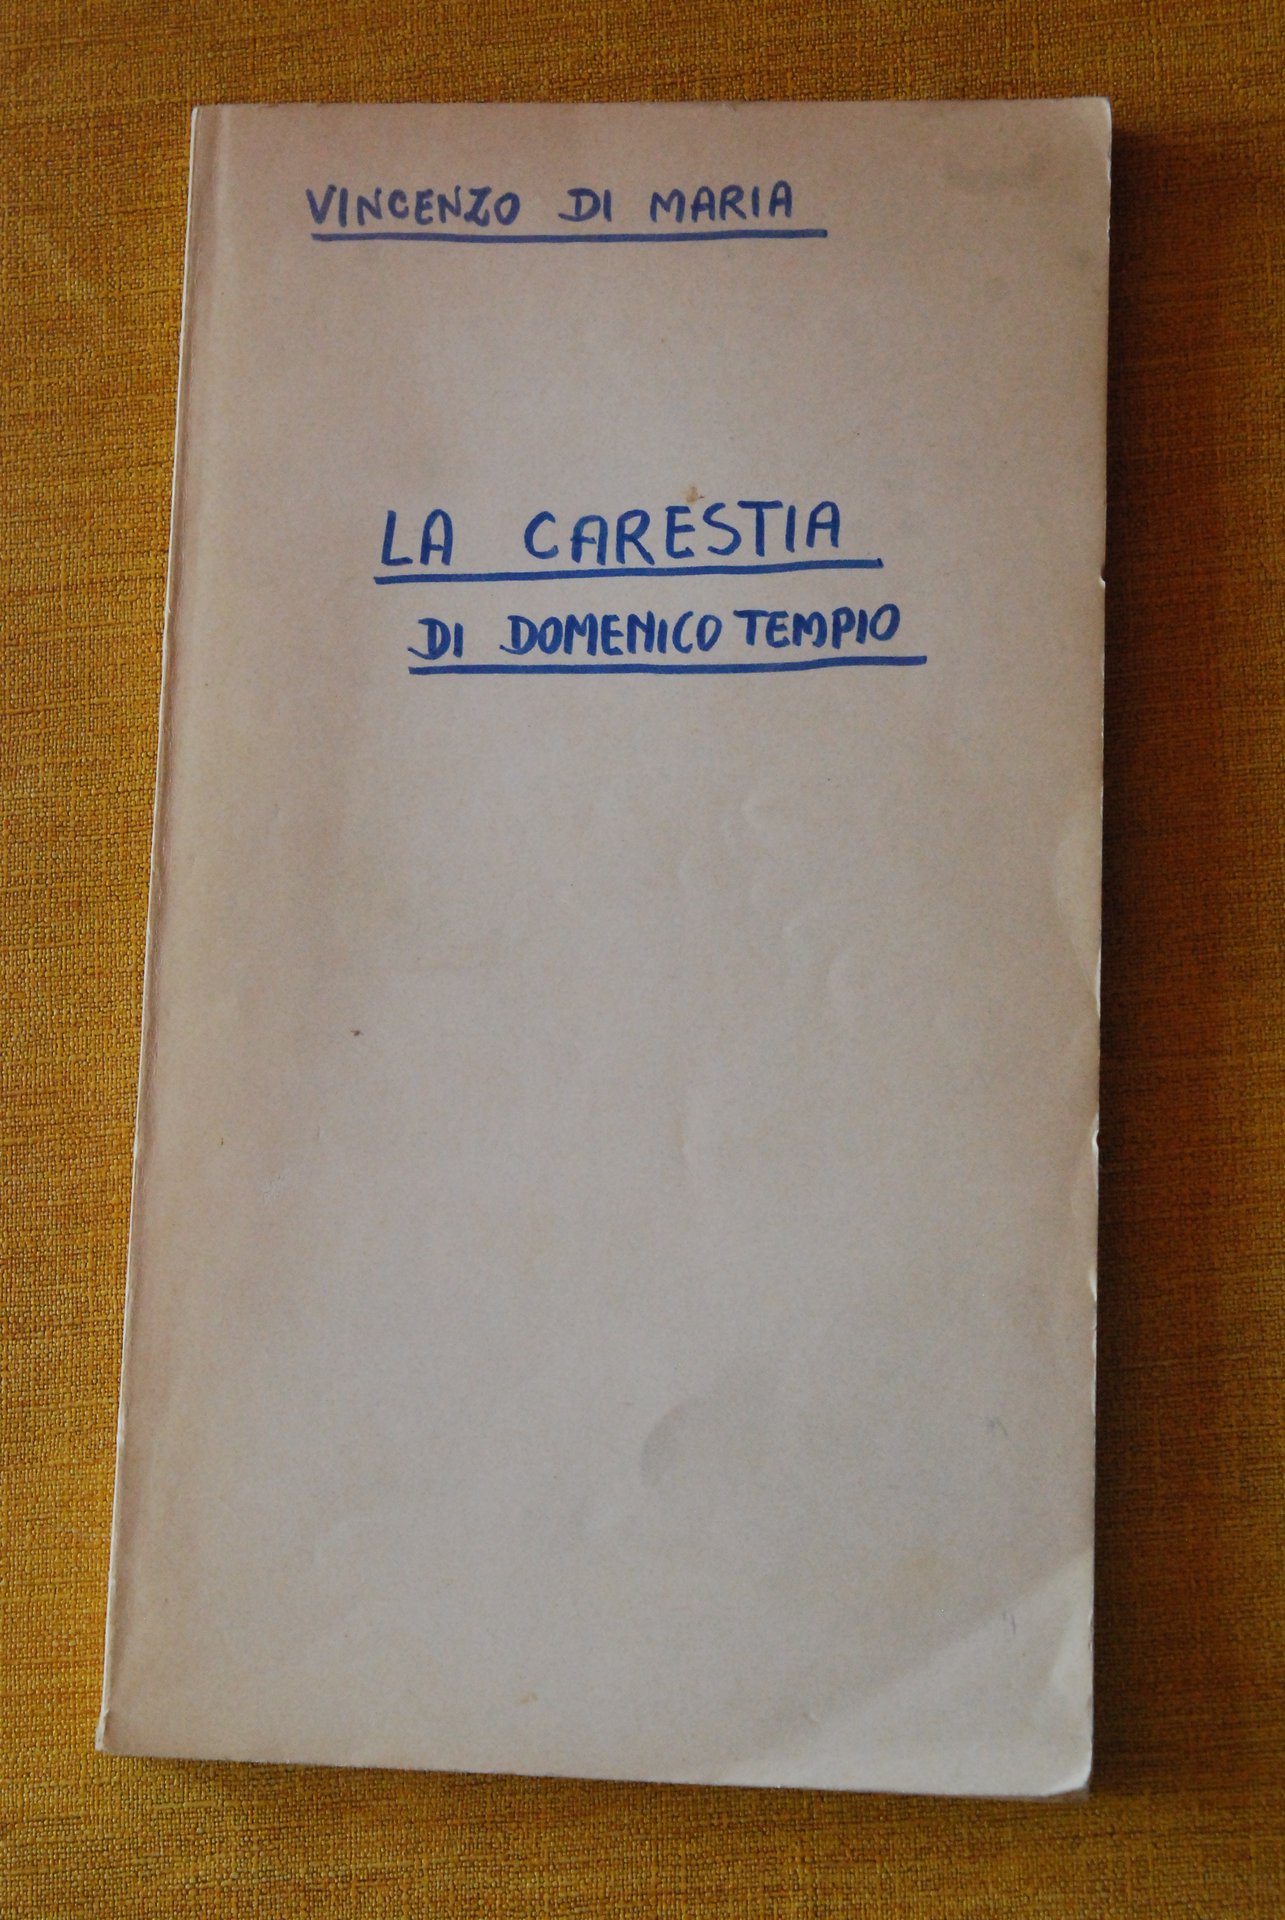 VINCENZO DI MARIA
LA CARESTIA
DI DOMENICO TEMPIO